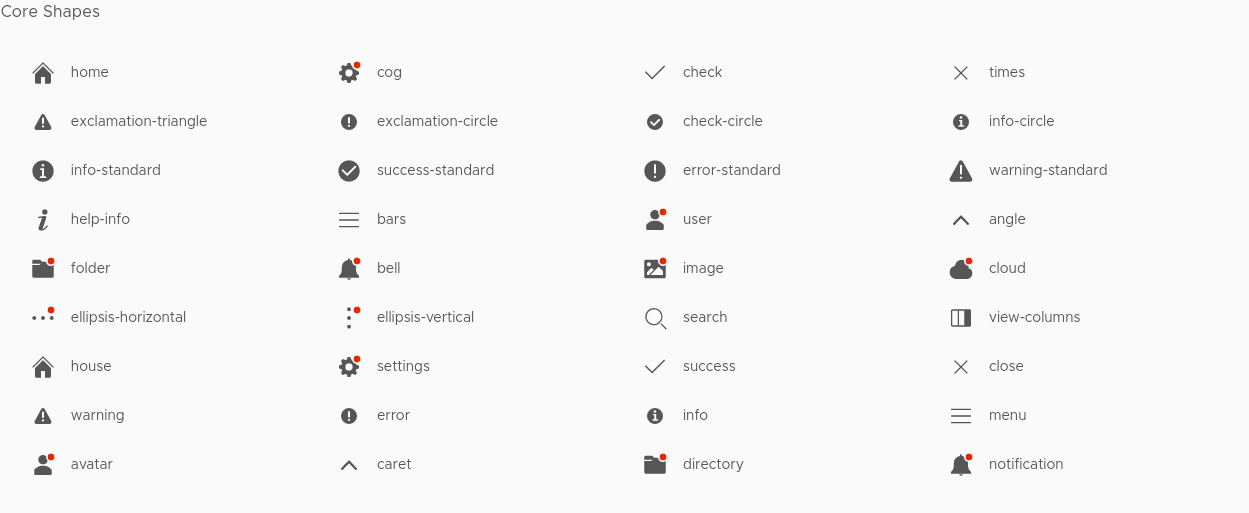 Core Shapes
home cog check times
exclamation-triangle exclamation-circle check-circle info-circle
info-standard success-standard error-standard warning-standard
help-info bars user angle
folder bell image cloud
ellipsis-horizontal ellipsis-vertical search view-columns
house settings success close
warning error info menu
avatar caret directory notification